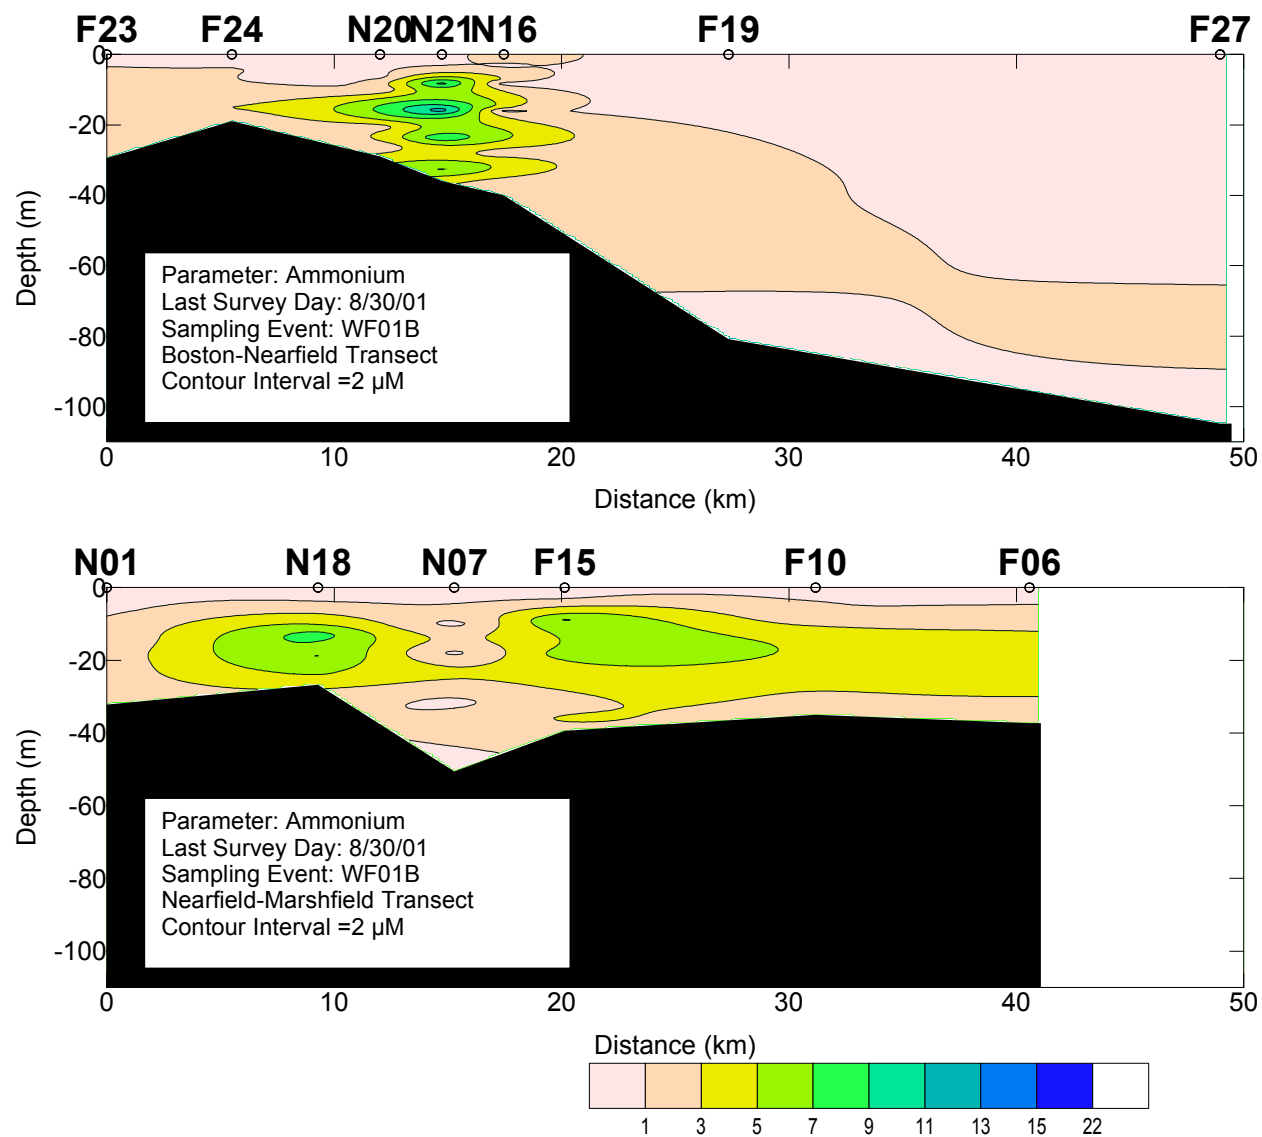 F23 F24 N20 N21 N16 F19 F27
0
-20
-40
-60
-80
-100
Depth (m)
Parameter: Ammonium
Last Survey Day: 8/30/01
Sampling Event: WF01B
Boston-Nearfield Transect
Contour Interval =2 µM
0 10 20 30 40 50
Distance (km)
N01 N18 N07 F15 F10 F06
0
-20
-40
-60
-80
-100
Depth (m)
Parameter: Ammonium
Last Survey Day: 8/30/01
Sampling Event: WF01B
Nearfield-Marshfield Transect
Contour Interval =2 µM
0 10 20 30 40 50
Distance (km)
1 3 5 7 9 11 13 15 22